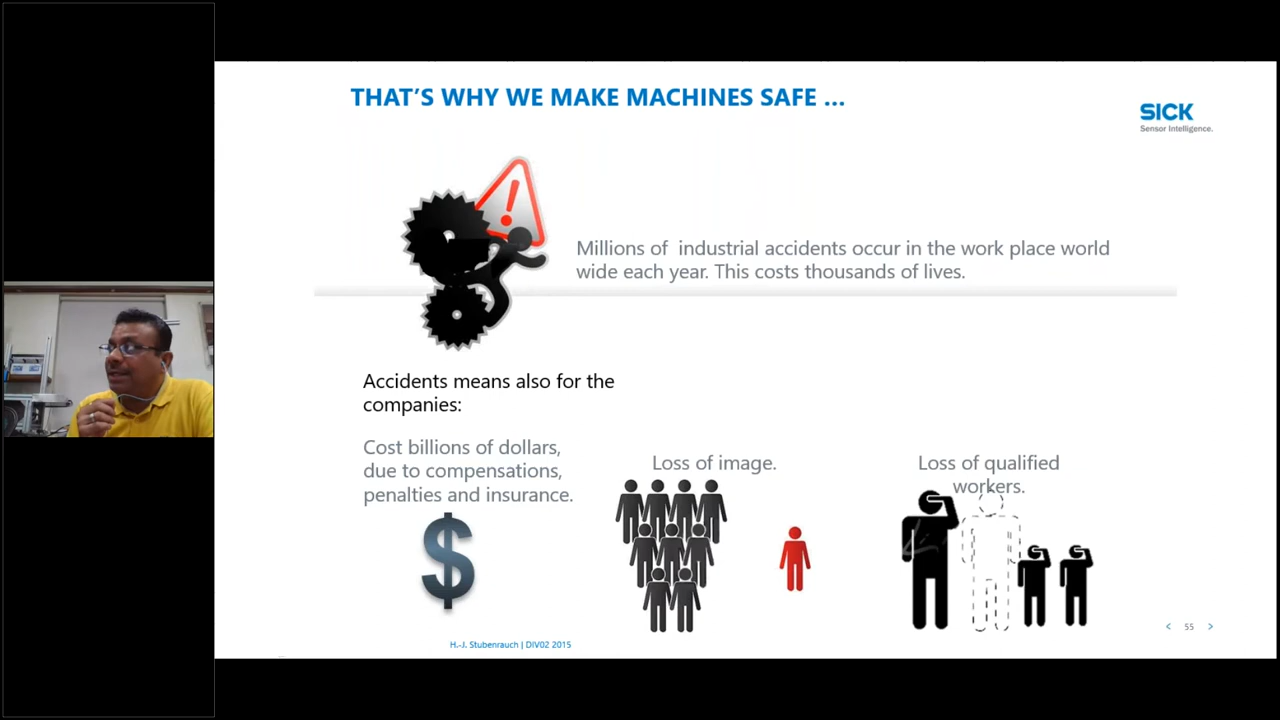 THAT'S WHY WE MAKE MACHINES SAFE ...
SICK
Sensor Intelligence.
Millions of  industrial accidents occur in the work place world
wide each year. This costs thousands of lives.
Accidents means also for the
companies:
Cost billions of dollars,
due to compensations,
penalties and insurance.
$
Loss of image.
Loss of qualified
workers.
H.-J. Stubenrauch | DIV02 2015
< 55 >